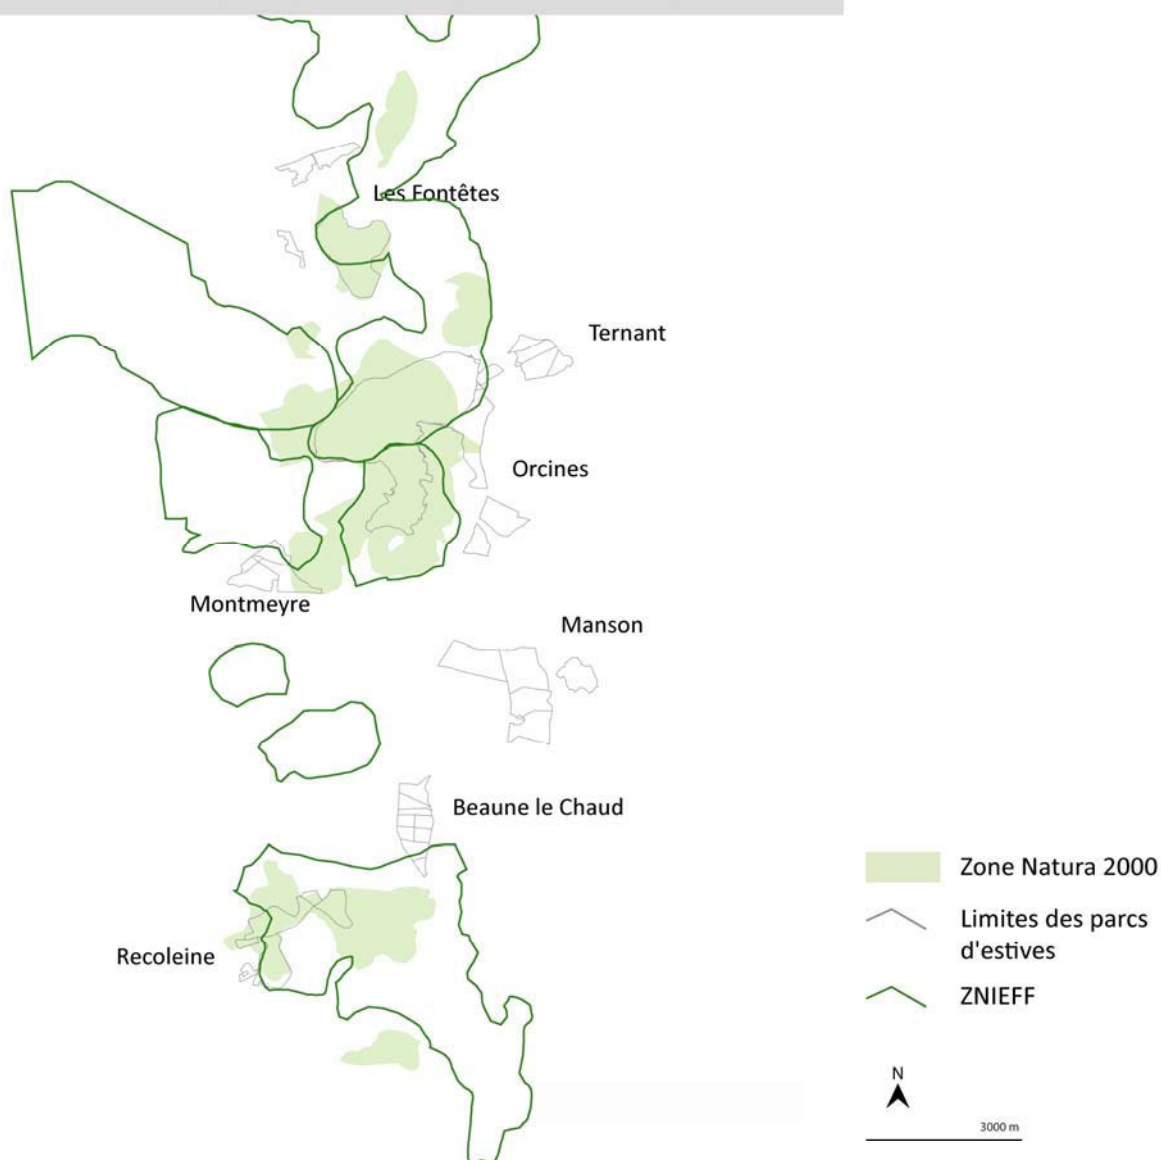 Les Fontêtes
Ternant
Orcines
Montmeyre
Manson
Beaune le Chaud
Recoleine
Zone Natura 2000
Limites des parcs
d'estives
ZNIEFF
N
3000 m